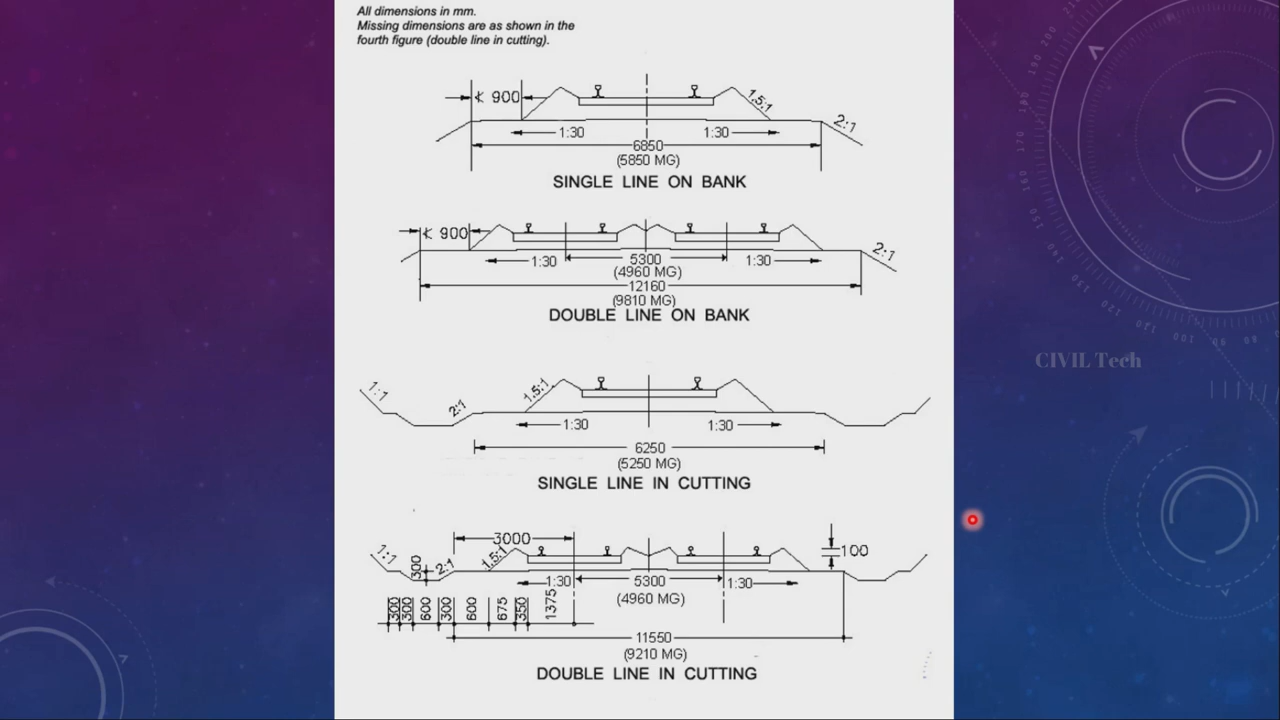 All dimensions in mm.
Missing dimensions are as shown in the
fourth figure (double line in cutting).
≮ 900
1.5:1
2:1
1:30
1:30
6850
(5850 MG)
SINGLE LINE ON BANK
≮ 900
2:1
1:30
5300
1:30
(4960 MG)
12160
(9810 MG)
DOUBLE LINE ON BANK
CIVIL Tech
1:1
2:1
1.5:1
1:30
1:30
6250
(5250 MG)
SINGLE LINE IN CUTTING
3000
1:1
300
2:1
1.5:1
100
1:30
5300
1:30
(4960 MG)
300
300
600
300
600
675
350
1375
11550
(9210 MG)
DOUBLE LINE IN CUTTING